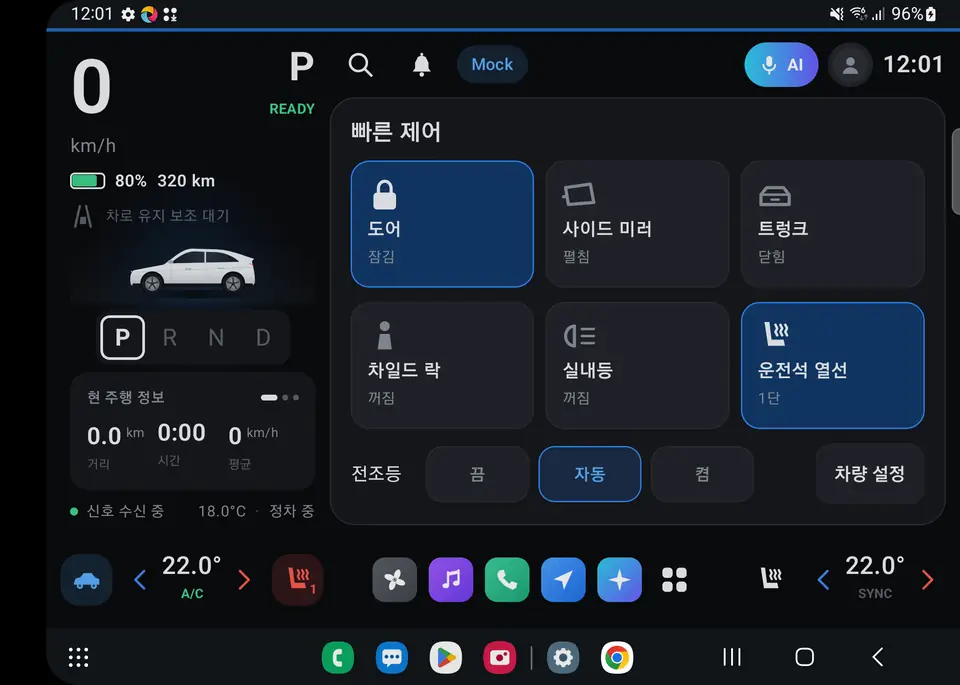 12:01
96%
0
P
READY
km/h
80% 320 km
차로 유지 보조 대기
P R N D
현 주행 정보
0.0 km 0:00 0 km/h
거리 시간 평균
신호 수신 중 18.0°C · 정차 중
Mock
AI
12:01
빠른 제어
도어
잠김
사이드 미러
펼침
트렁크
닫힘
차일드 락
꺼짐
실내등
꺼짐
운전석 열선
1단
전조등 끔 자동 켬 차량 설정
22.0°
A/C
1
22.0°
SYNC